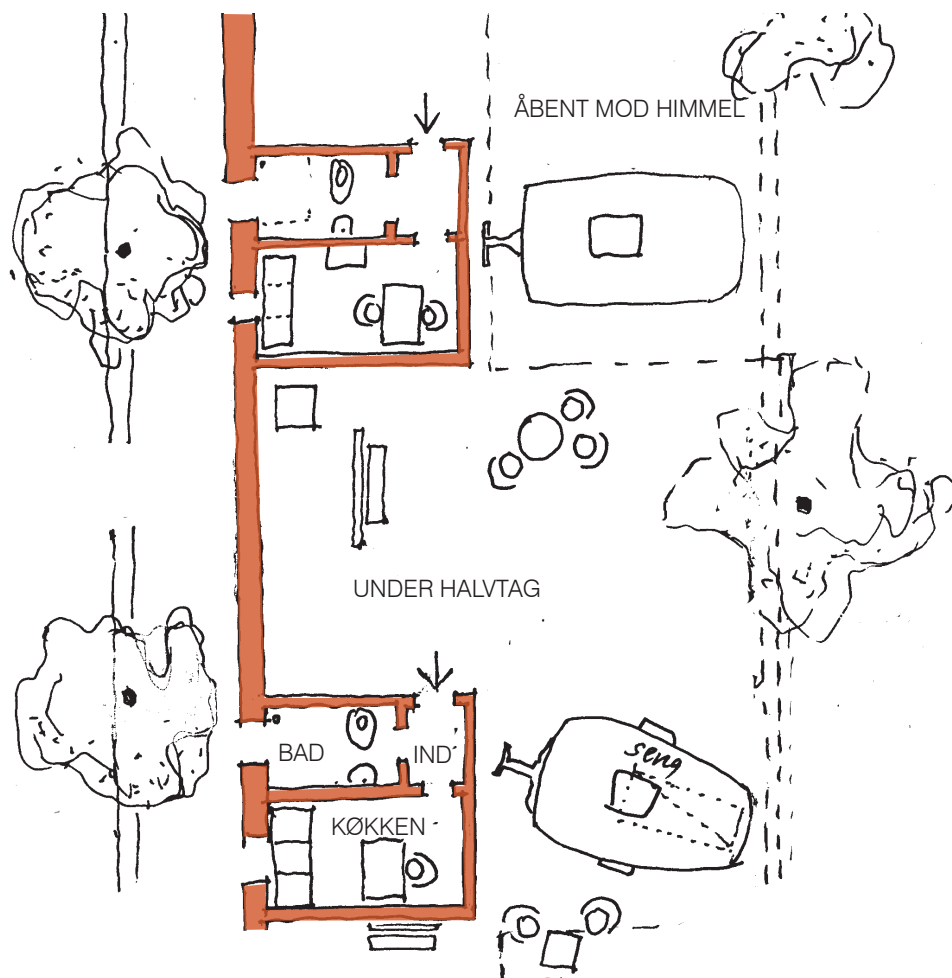 ÅBENT MOD HIMMEL
UNDER HALVTAG
BAD
IND
seng
KØKKEN